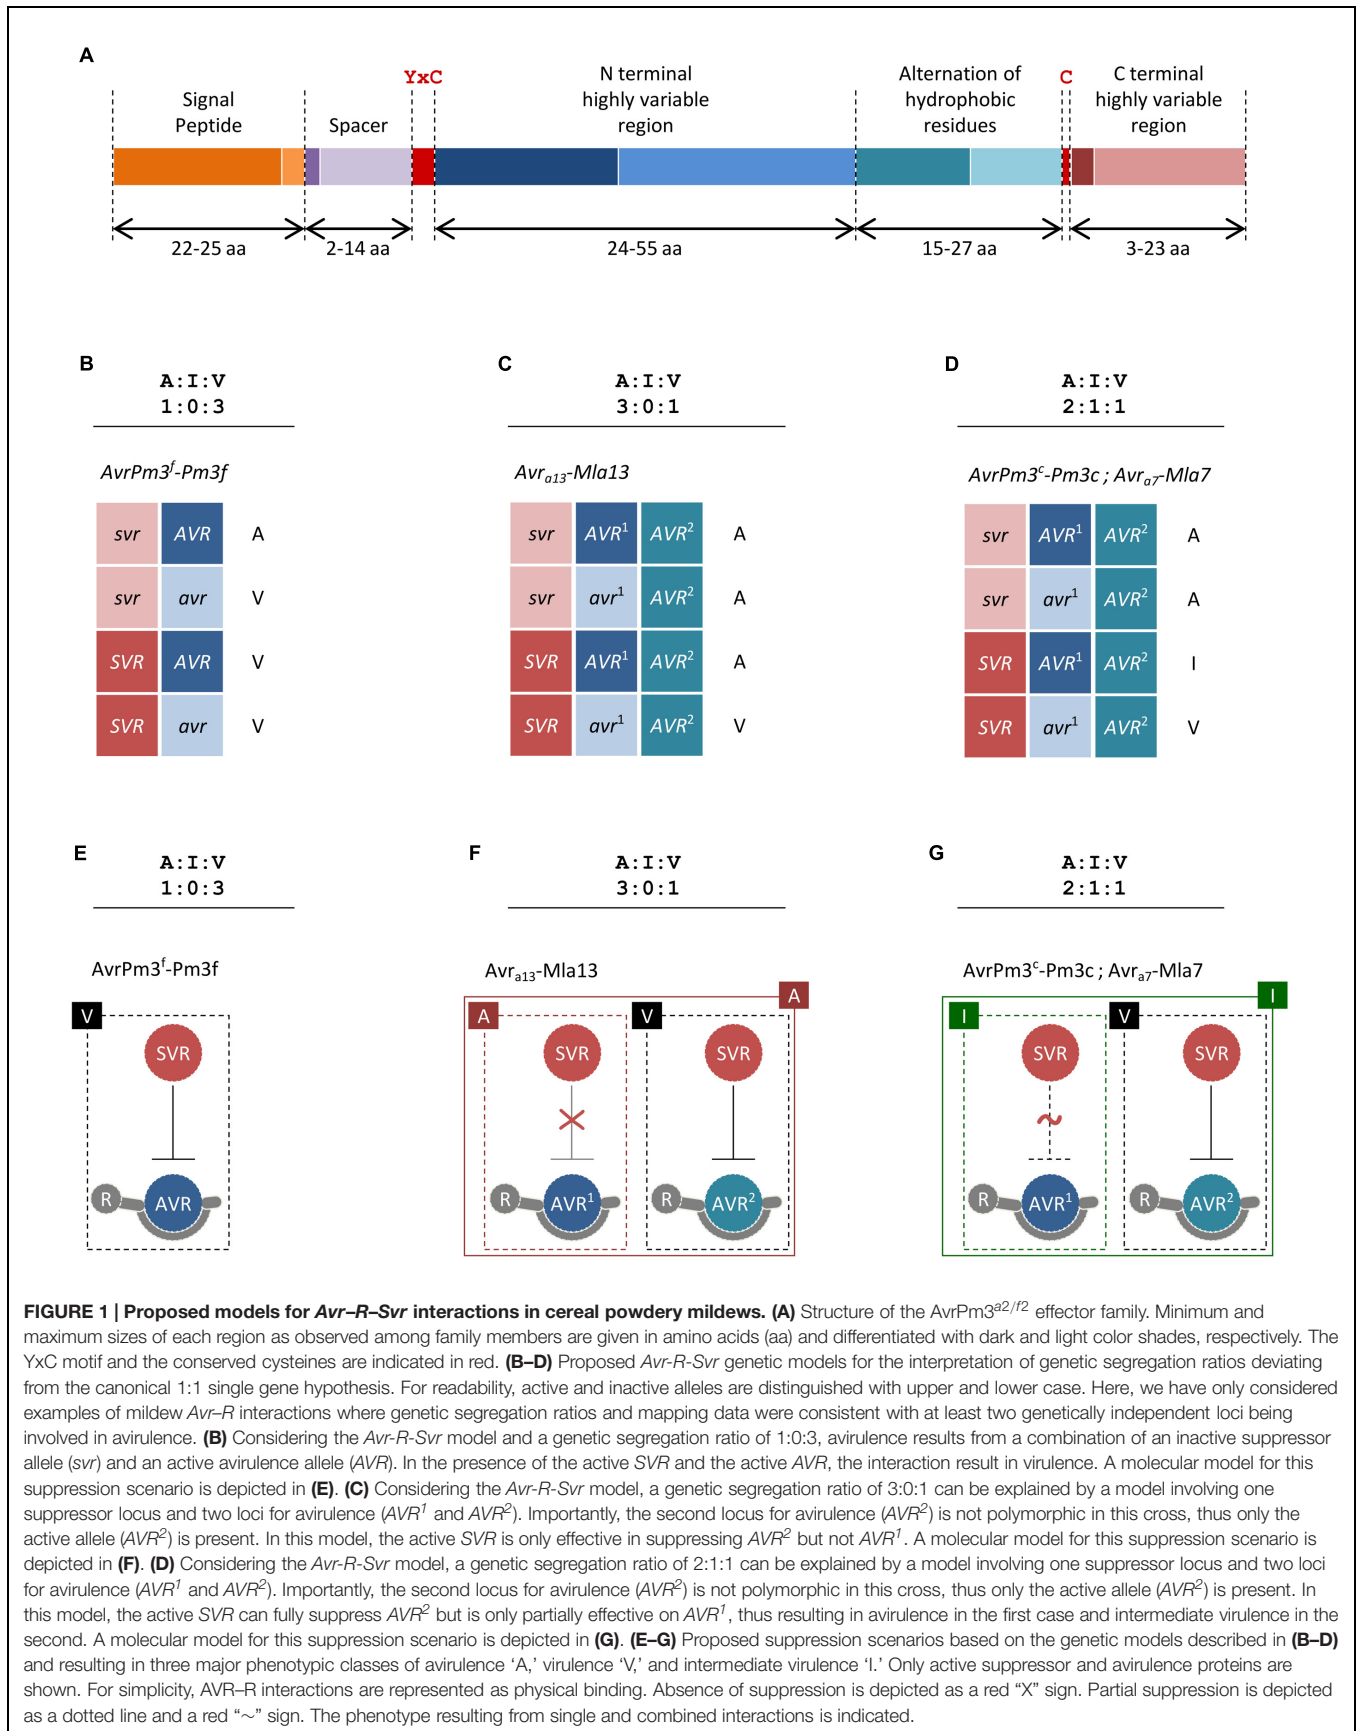 A
YxC
C
Signal
Peptide
Spacer
N terminal
highly variable
region
Alternation of
hydrophobic
residues
C terminal
highly variable
region
22-25 aa
2-14 aa
24-55 aa
15-27 aa
3-23 aa
B
A:I:V
1:0:3
AvrPm3^f-Pm3f
svr AVR A
svr avr V
SVR AVR V
SVR avr V
C
A:I:V
3:0:1
Avr_a13-Mla13
svr AVR¹ AVR² A
svr avr¹ AVR² A
SVR AVR¹ AVR² A
SVR avr¹ AVR² V
D
A:I:V
2:1:1
AvrPm3^c-Pm3c ; Avr_a7-Mla7
svr AVR¹ AVR² A
svr avr¹ AVR² A
SVR AVR¹ AVR² I
SVR avr¹ AVR² V
E
A:I:V
1:0:3
AvrPm3^f-Pm3f
V
SVR
R
AVR
F
A:I:V
3:0:1
Avr_a13-Mla13
A
A
V
SVR
SVR
R
AVR¹
R
AVR²
G
A:I:V
2:1:1
AvrPm3^c-Pm3c ; Avr_a7-Mla7
I
I
V
SVR
SVR
~
R
AVR¹
R
AVR²
FIGURE 1 | Proposed models for Avr–R–Svr interactions in cereal powdery mildews. (A) Structure of the AvrPm3^a2/f2 effector family. Minimum and
maximum sizes of each region as observed among family members are given in amino acids (aa) and differentiated with dark and light color shades, respectively. The
YxC motif and the conserved cysteines are indicated in red. (B–D) Proposed Avr-R-Svr genetic models for the interpretation of genetic segregation ratios deviating
from the canonical 1:1 single gene hypothesis. For readability, active and inactive alleles are distinguished with upper and lower case. Here, we have only considered
examples of mildew Avr–R interactions where genetic segregation ratios and mapping data were consistent with at least two genetically independent loci being
involved in avirulence. (B) Considering the Avr-R-Svr model and a genetic segregation ratio of 1:0:3, avirulence results from a combination of an inactive suppressor
allele (svr) and an active avirulence allele (AVR). In the presence of the active SVR and the active AVR, the interaction result in virulence. A molecular model for this
suppression scenario is depicted in (E). (C) Considering the Avr-R-Svr model, a genetic segregation ratio of 3:0:1 can be explained by a model involving one
suppressor locus and two loci for avirulence (AVR¹ and AVR²). Importantly, the second locus for avirulence (AVR²) is not polymorphic in this cross, thus only the
active allele (AVR²) is present. In this model, the active SVR is only effective in suppressing AVR² but not AVR¹. A molecular model for this suppression scenario is
depicted in (F). (D) Considering the Avr-R-Svr model, a genetic segregation ratio of 2:1:1 can be explained by a model involving one suppressor locus and two loci
for avirulence (AVR¹ and AVR²). Importantly, the second locus for avirulence (AVR²) is not polymorphic in this cross, thus only the active allele (AVR²) is present. In
this model, the active SVR can fully suppress AVR² but is only partially effective on AVR¹, thus resulting in avirulence in the first case and intermediate virulence in the
second. A molecular model for this suppression scenario is depicted in (G). (E–G) Proposed suppression scenarios based on the genetic models described in (B–D)
and resulting in three major phenotypic classes of avirulence ‘A,’ virulence ‘V,’ and intermediate virulence ‘I.’ Only active suppressor and avirulence proteins are
shown. For simplicity, AVR–R interactions are represented as physical binding. Absence of suppression is depicted as a red “X” sign. Partial suppression is depicted
as a dotted line and a red “~” sign. The phenotype resulting from single and combined interactions is indicated.